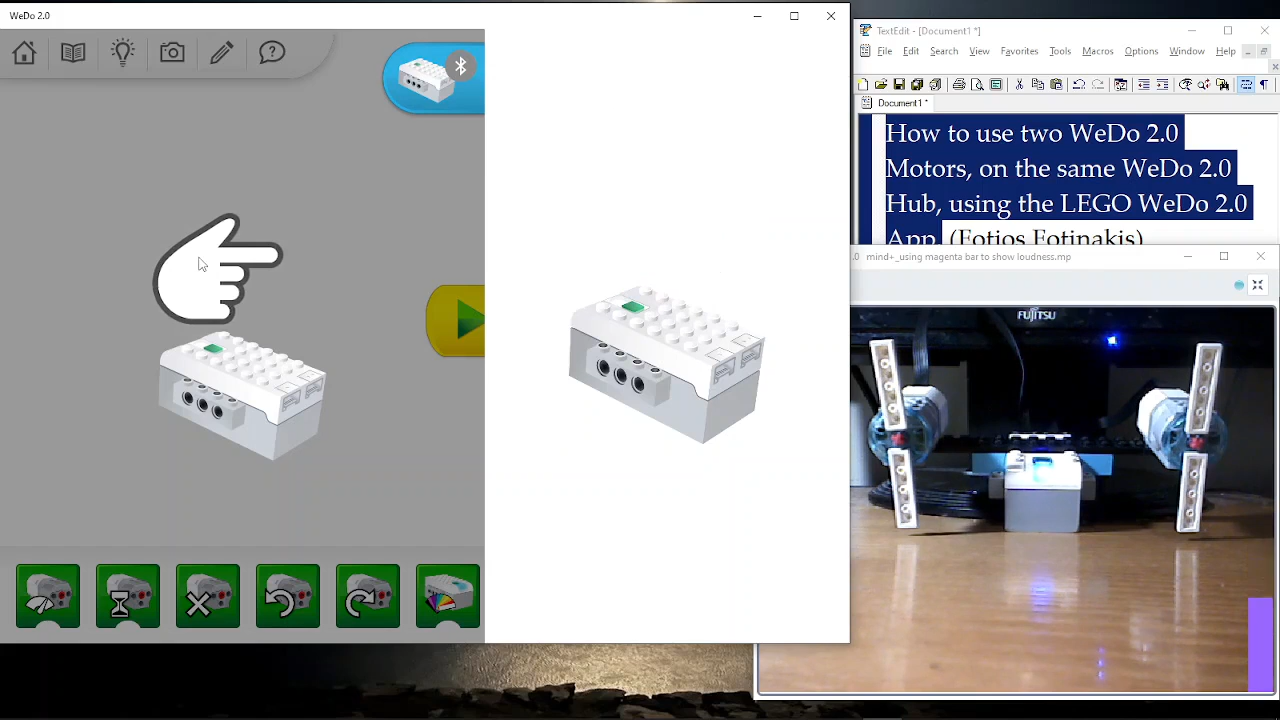 WeDo 2.0
TextEdit - [Document1 *]
File Edit Search View Favorites Tools Macros Options Window Help
Document1 *
How to use two WeDo 2.0
Motors, on the same WeDo 2.0
Hub, using the LEGO WeDo 2.0
App (Fotios Fotinakis)
.0 mind+_using magenta bar to show loudness.mp
FUJITSU